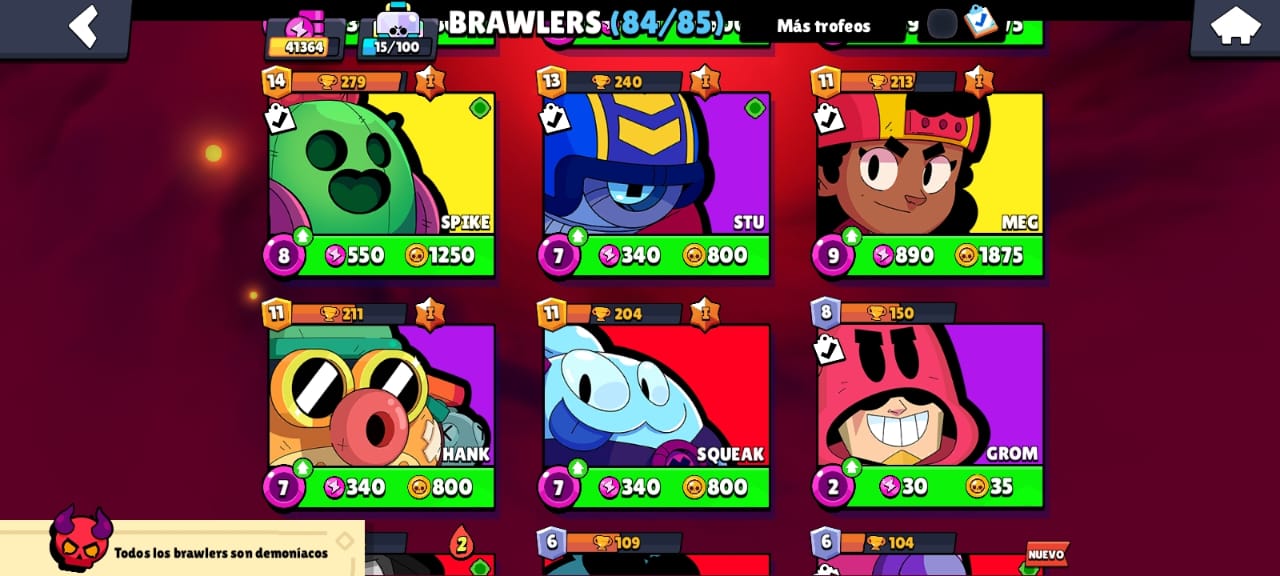 BRAWLERS (84/85)
Más trofeos
41364
15/100
14 279 I
13 240 I
11 213 I
SPIKE
STU
MEG
8 550 1250
7 340 800
9 890 1875
11 211 I
11 204 I
8 150
HANK
SQUEAK
GROM
7 340 800
7 340 800
2 30 35
2
6 109
6 104
NUEVO
Todos los brawlers son demoniacos